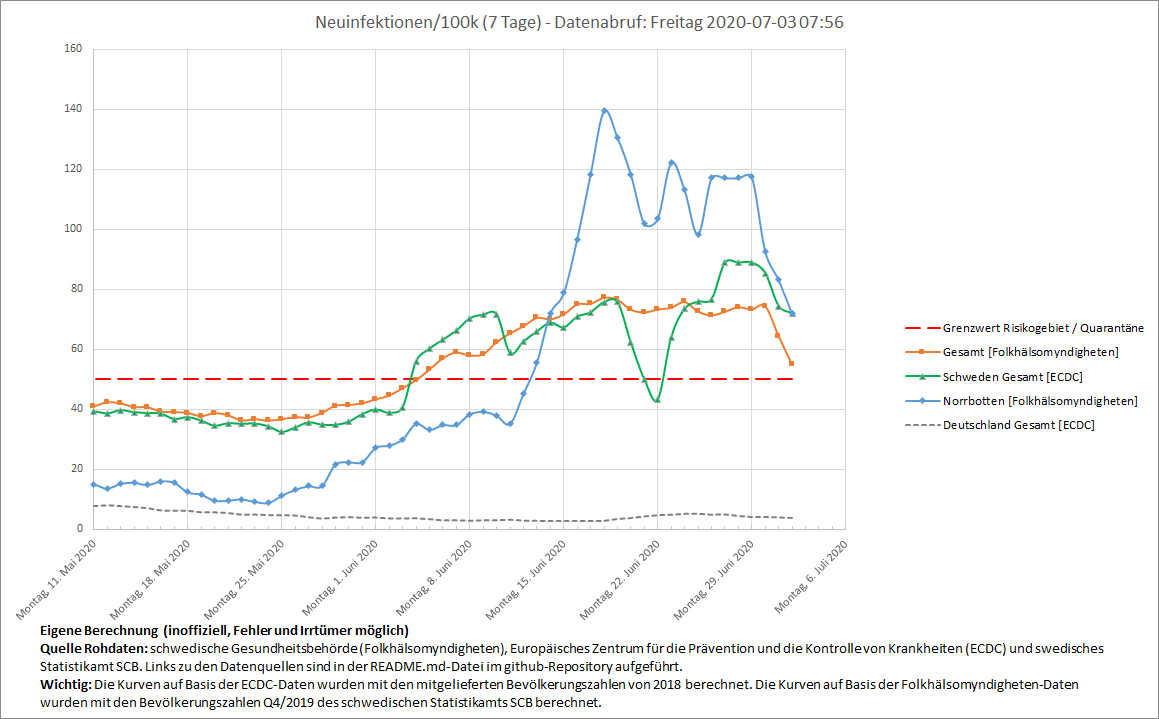 Neuinfektionen/100k (7 Tage) - Datenabruf: Freitag 2020-07-03 07:56
160
140
120
100
80
60
40
20
0
Montag, 11. Mai 2020
Montag, 18. Mai 2020
Montag, 25. Mai 2020
Montag, 1. Juni 2020
Montag, 8. Juni 2020
Montag, 15. Juni 2020
Montag, 22. Juni 2020
Montag, 29. Juni 2020
Montag, 6. Juli 2020
Grenzwert Risikogebiet / Quarantäne
Gesamt [Folkhälsomyndigheten]
Schweden Gesamt [ECDC]
Norrbotten [Folkhälsomyndigheten]
Deutschland Gesamt [ECDC]
Eigene Berechnung (inoffiziell, Fehler und Irrtümer möglich)
Quelle Rohdaten: schwedische Gesundheitsbehörde (Folkhälsomyndigheten), Europäisches Zentrum für die Prävention und die Kontrolle von Krankheiten (ECDC) und swedisches
Statistikamt SCB. Links zu den Datenquellen sind in der README.md-Datei im github-Repository aufgeführt.
Wichtig: Die Kurven auf Basis der ECDC-Daten wurden mit den mitgelieferten Bevölkerungszahlen von 2018 berechnet. Die Kurven auf Basis der Folkhälsomyndigheten-Daten
wurden mit den Bevölkerungszahlen Q4/2019 des schwedischen Statistikamts SCB berechnet.